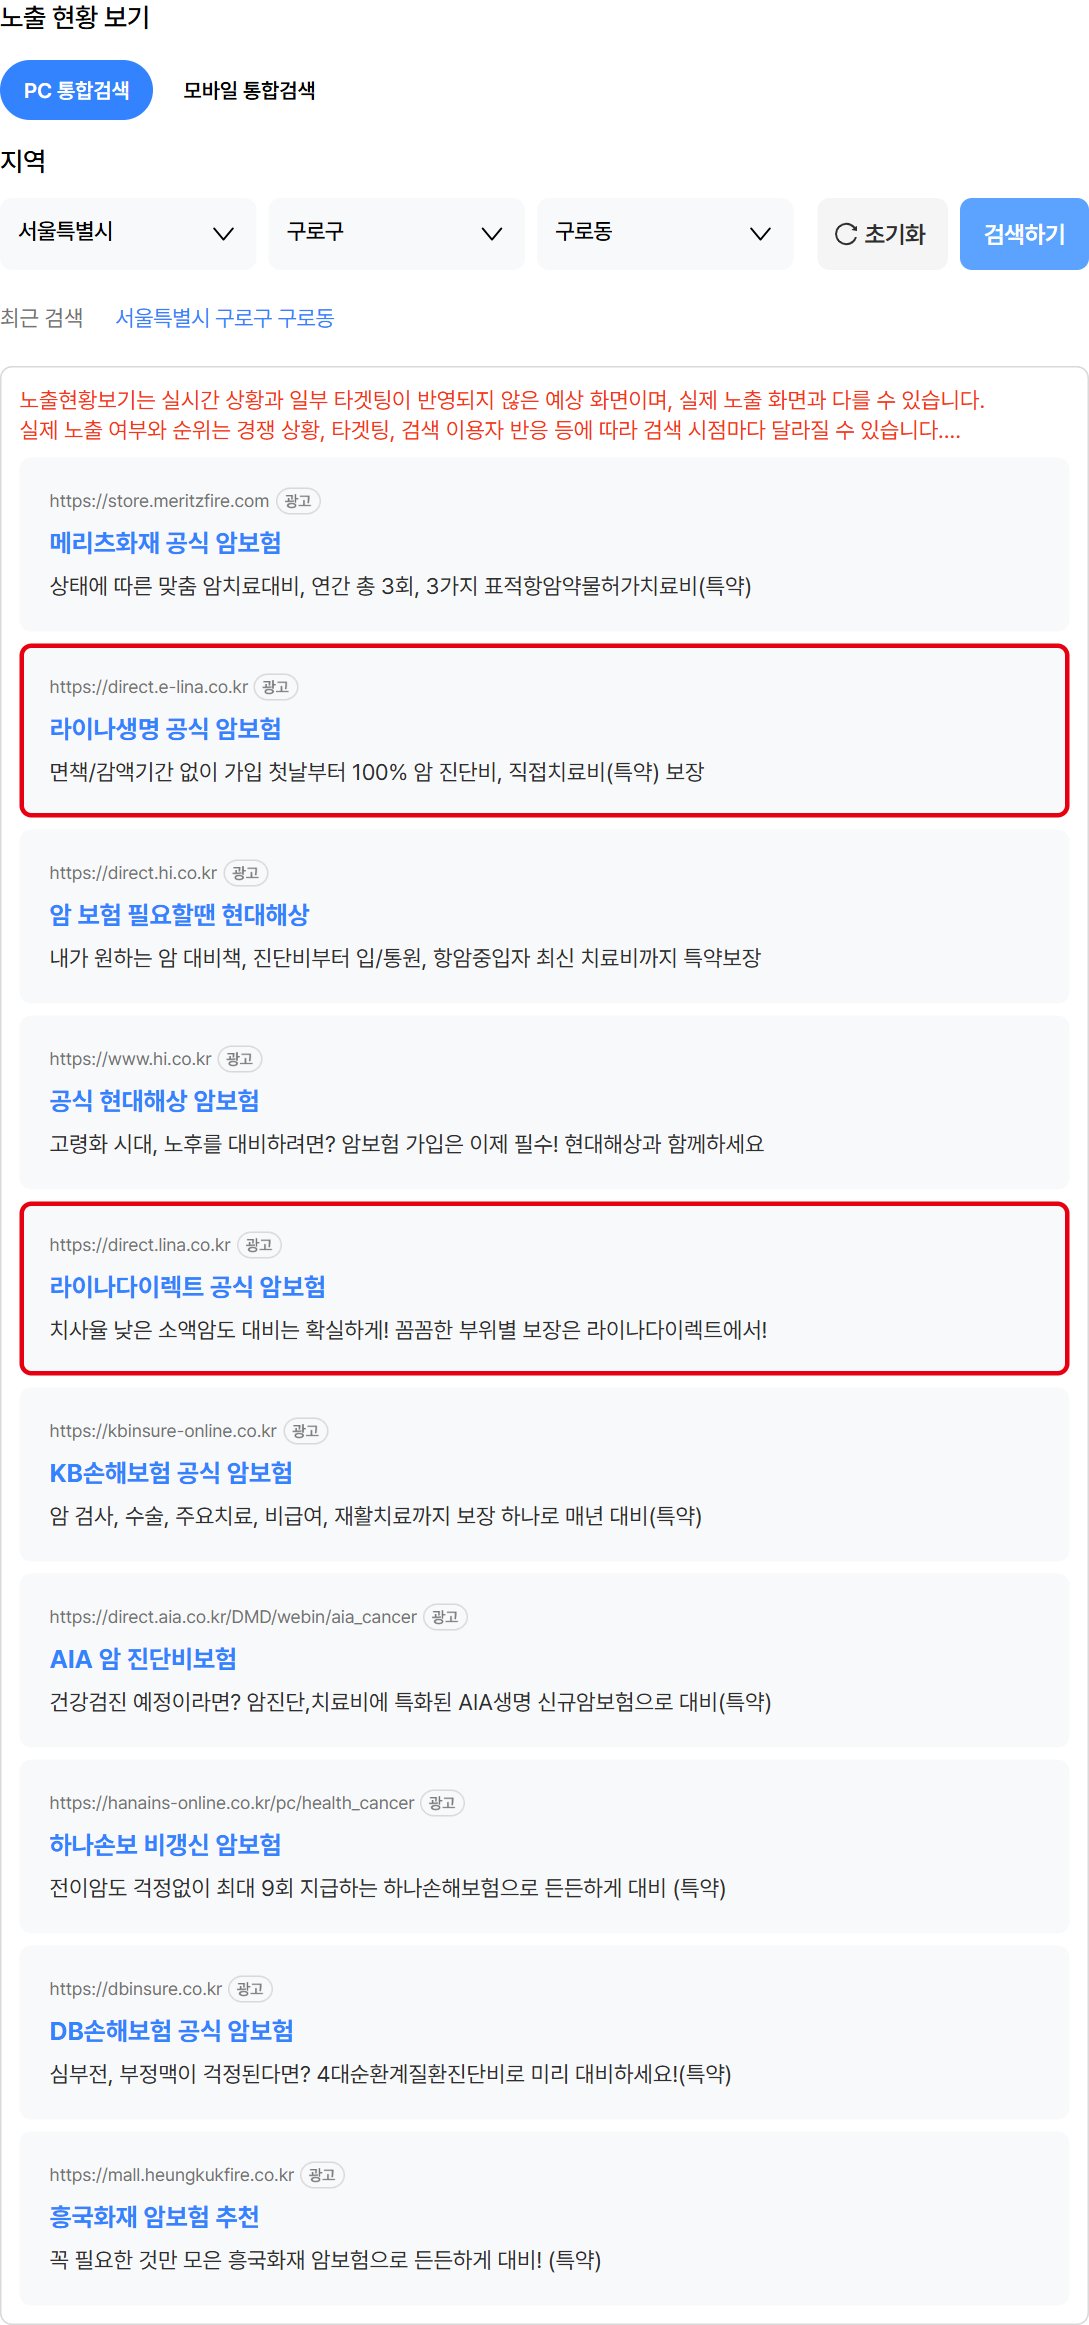 노출 현황 보기
PC 통합검색 모바일 통합검색
지역
서울특별시 구로구 구로동 초기화 검색하기
최근 검색 서울특별시 구로구 구로동
노출현황보기는 실시간 상황과 일부 타겟팅이 반영되지 않은 예상 화면이며, 실제 노출 화면과 다를 수 있습니다.
실제 노출 여부와 순위는 경쟁 상황, 타겟팅, 검색 이용자 반응 등에 따라 검색 시점마다 달라질 수 있습니다....
https://store.meritzfire.com 광고
메리츠화재 공식 암보험
상태에 따른 맞춤 암치료대비, 연간 총 3회, 3가지 표적항암약물허가치료비(특약)
https://direct.e-lina.co.kr 광고
라이나생명 공식 암보험
면책/감액기간 없이 가입 첫날부터 100% 암 진단비, 직접치료비(특약) 보장
https://direct.hi.co.kr 광고
암 보험 필요할땐 현대해상
내가 원하는 암 대비책, 진단비부터 입/통원, 항암중입자 최신 치료비까지 특약보장
https://www.hi.co.kr 광고
공식 현대해상 암보험
고령화 시대, 노후를 대비하려면? 암보험 가입은 이제 필수! 현대해상과 함께하세요
https://direct.lina.co.kr 광고
라이나다이렉트 공식 암보험
치사율 낮은 소액암도 대비는 확실하게! 꼼꼼한 부위별 보장은 라이나다이렉트에서!
https://kbinsure-online.co.kr 광고
KB손해보험 공식 암보험
암 검사, 수술, 주요치료, 비급여, 재활치료까지 보장 하나로 매년 대비(특약)
https://direct.aia.co.kr/DMD/webin/aia_cancer 광고
AIA 암 진단비보험
건강검진 예정이라면? 암진단,치료비에 특화된 AIA생명 신규암보험으로 대비(특약)
https://hanains-online.co.kr/pc/health_cancer 광고
하나손보 비갱신 암보험
전이암도 걱정없이 최대 9회 지급하는 하나손해보험으로 든든하게 대비 (특약)
https://dbinsure.co.kr 광고
DB손해보험 공식 암보험
심부전, 부정맥이 걱정된다면? 4대순환계질환진단비로 미리 대비하세요!(특약)
https://mall.heungkukfire.co.kr 광고
흥국화재 암보험 추천
꼭 필요한 것만 모은 흥국화재 암보험으로 든든하게 대비! (특약)